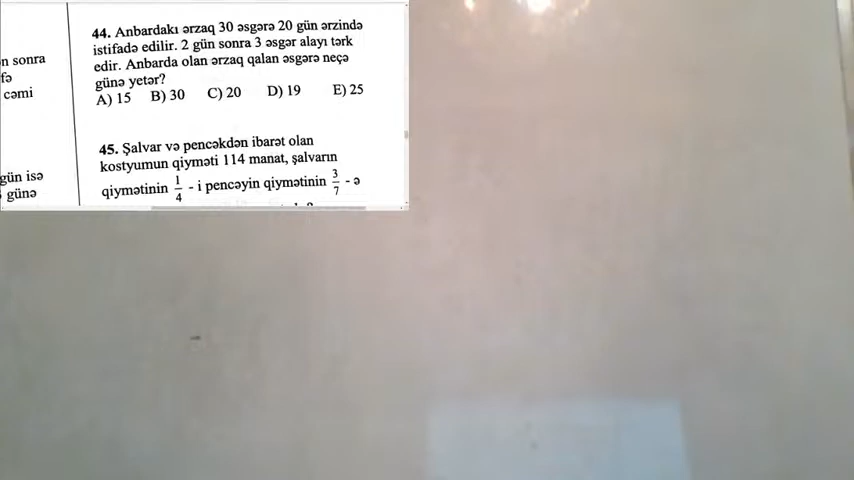 n sonra
fə
cəmi
gün isə
günə
44. Anbardakı ərzaq 30 əsgərə 20 gün ərzində
istifadə edilir. 2 gün sonra 3 əsgər alayı tərk
edir. Anbarda olan ərzaq qalan əsgərə neçə
günə yetər?
A) 15 B) 30 C) 20 D) 19 E) 25
45. Şalvar və pencəkdən ibarət olan
kostyumun qiyməti 114 manat, şalvarın
qiymətinin 1/4 - i pencəyin qiymətinin 3/7 - ə